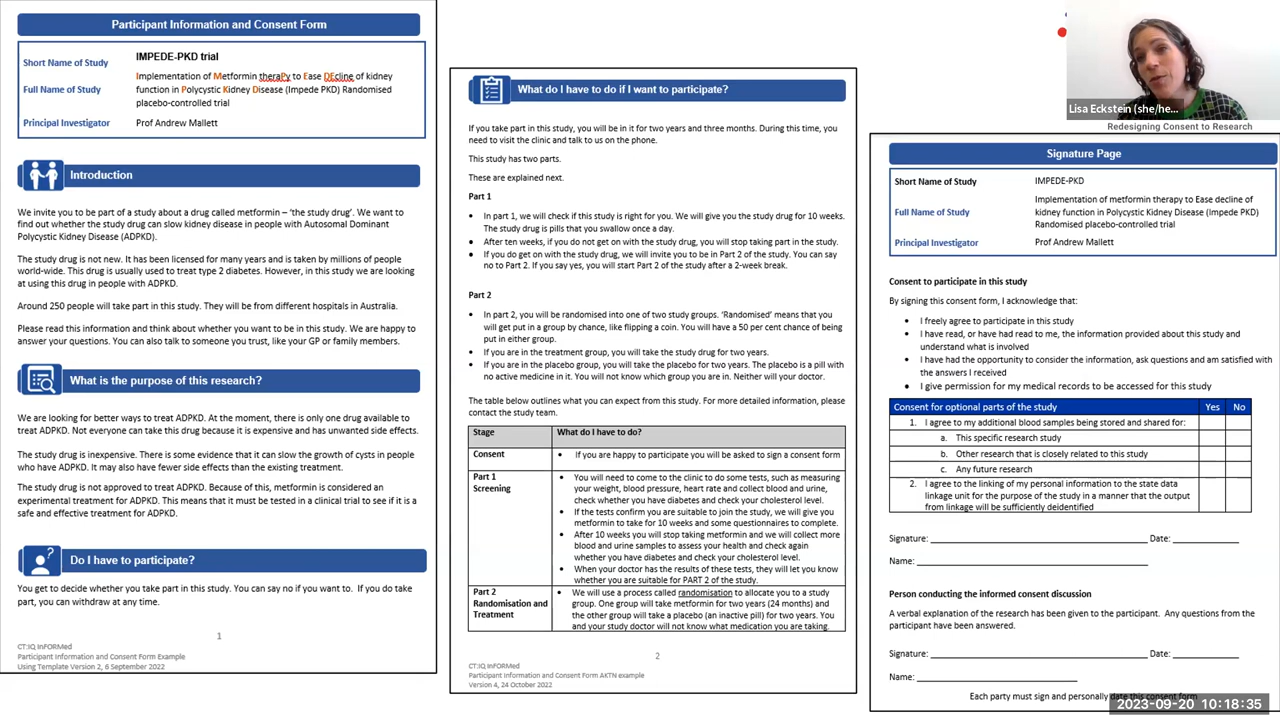 Participant Information and Consent Form
Short Name of Study
IMPEDE-PKD trial
Full Name of Study
Implementation of Metformin theraPy to Ease DEcline of kidney
function in Polycystic Kidney Disease (Impede PKD) Randomised
placebo-controlled trial
Principal Investigator
Prof Andrew Mallett
Introduction
We invite you to be part of a study about a drug called metformin – 'the study drug'. We want to
find out whether the study drug can slow kidney disease in people with Autosomal Dominant
Polycystic Kidney Disease (ADPKD).
The study drug is not new. It has been licensed for many years and is taken by millions of people
world-wide. This drug is usually used to treat type 2 diabetes. However, in this study we are looking
at using this drug in people with ADPKD.
Around 250 people will take part in this study. They will be from different hospitals in Australia.
Please read this information and think about whether you want to be in this study. We are happy to
answer your questions. You can also talk to someone you trust, like your GP or family members.
What is the purpose of this research?
We are looking for better ways to treat ADPKD. At the moment, there is only one drug available to
treat ADPKD. Not everyone can take this drug because it is expensive and has unwanted side effects.
The study drug is inexpensive. There is some evidence that it can slow the growth of cysts in people
who have ADPKD. It may also have fewer side effects than the existing treatment.
The study drug is not approved to treat ADPKD. Because of this, metformin is considered an
experimental treatment for ADPKD. This means that it must be tested in a clinical trial to see if it is a
safe and effective treatment for ADPKD.
Do I have to participate?
You get to decide whether you take part in this study. You can say no if you want to. If you do take
part, you can withdraw at any time.
1
CT:IQ InFORMed
Participant Information and Consent Form Example
Using Template Version 2, 6 September 2022
What do I have to do if I want to participate?
If you take part in this study, you will be in it for two years and three months. During this time, you
need to visit the clinic and talk to us on the phone.
This study has two parts.
These are explained next.
Part 1
• In part 1, we will check if this study is right for you. We will give you the study drug for 10 weeks.
The study drug is pills that you swallow once a day.
• After ten weeks, if you do not get on with the study drug, you will stop taking part in the study.
• If you do get on with the study drug, we will invite you to be in Part 2 of the study. You can say
no to Part 2. If you say yes, you will start Part 2 of the study after a 2-week break.
Part 2
• In part 2, you will be randomised into one of two study groups. 'Randomised' means that you
will get put in a group by chance, like flipping a coin. You will have a 50 per cent chance of being
put in either group.
• If you are in the treatment group, you will take the study drug for two years.
• If you are in the placebo group, you will take the placebo for two years. The placebo is a pill with
no active medicine in it. You will not know which group you are in. Neither will your doctor.
The table below outlines what you can expect from this study. For more detailed information, please
contact the study team.
Stage
What do I have to do?
Consent
• If you are happy to participate you will be asked to sign a consent form
Part 1
Screening
• You will need to come to the clinic to do some tests, such as measuring
your weight, blood pressure, heart rate and collect blood and urine,
check whether you have diabetes and check your cholesterol level.
• If the tests confirm you are suitable to join the study, we will give you
metformin to take for 10 weeks and some questionnaires to complete.
• After 10 weeks you will stop taking metformin and we will collect more
blood and urine samples to assess your health and check again
whether you have diabetes and check your cholesterol level.
• When your doctor has the results of these tests, they will let you know
whether you are suitable for PART 2 of the study.
Part 2
Randomisation and
Treatment
• We will use a process called randomisation to allocate you to a study
group. One group will take metformin for two years (24 months) and
the other group will take a placebo (an inactive pill) for two years. You
and your study doctor will not know what medication you are taking.
2
CT:IQ InFORMed
Participant Information and Consent Form AKTN example
Version 4, 24 October 2022
Lisa Eckstein (she/he...
Redesigning Consent to Research
Signature Page
Short Name of Study
IMPEDE-PKD
Full Name of Study
Implementation of metformin therapy to Ease decline of
kidney function in Polycystic Kidney Disease (Impede PKD)
Randomised placebo-controlled trial
Principal Investigator
Prof Andrew Mallett
Consent to participate in this study
By signing this consent form, I acknowledge that:
• I freely agree to participate in this study
• I have read, or have had read to me, the information provided about this study and
understand what is involved
• I have had the opportunity to consider the information, ask questions and am satisfied with
the answers I received
• I give permission for my medical records to be accessed for this study
Consent for optional parts of the study
Yes
No
1. I agree to my additional blood samples being stored and shared for:
a. This specific research study
b. Other research that is closely related to this study
c. Any future research
2. I agree to the linking of my personal information to the state data
linkage unit for the purpose of the study in a manner that the output
from linkage will be sufficiently deidentified
Signature: Date:
Name:
Person conducting the informed consent discussion
A verbal explanation of the research has been given to the participant. Any questions from the
participant have been answered.
Signature: Date:
Name:
Each party must sign and personally date this consent form
2023-09-20 10:18:35